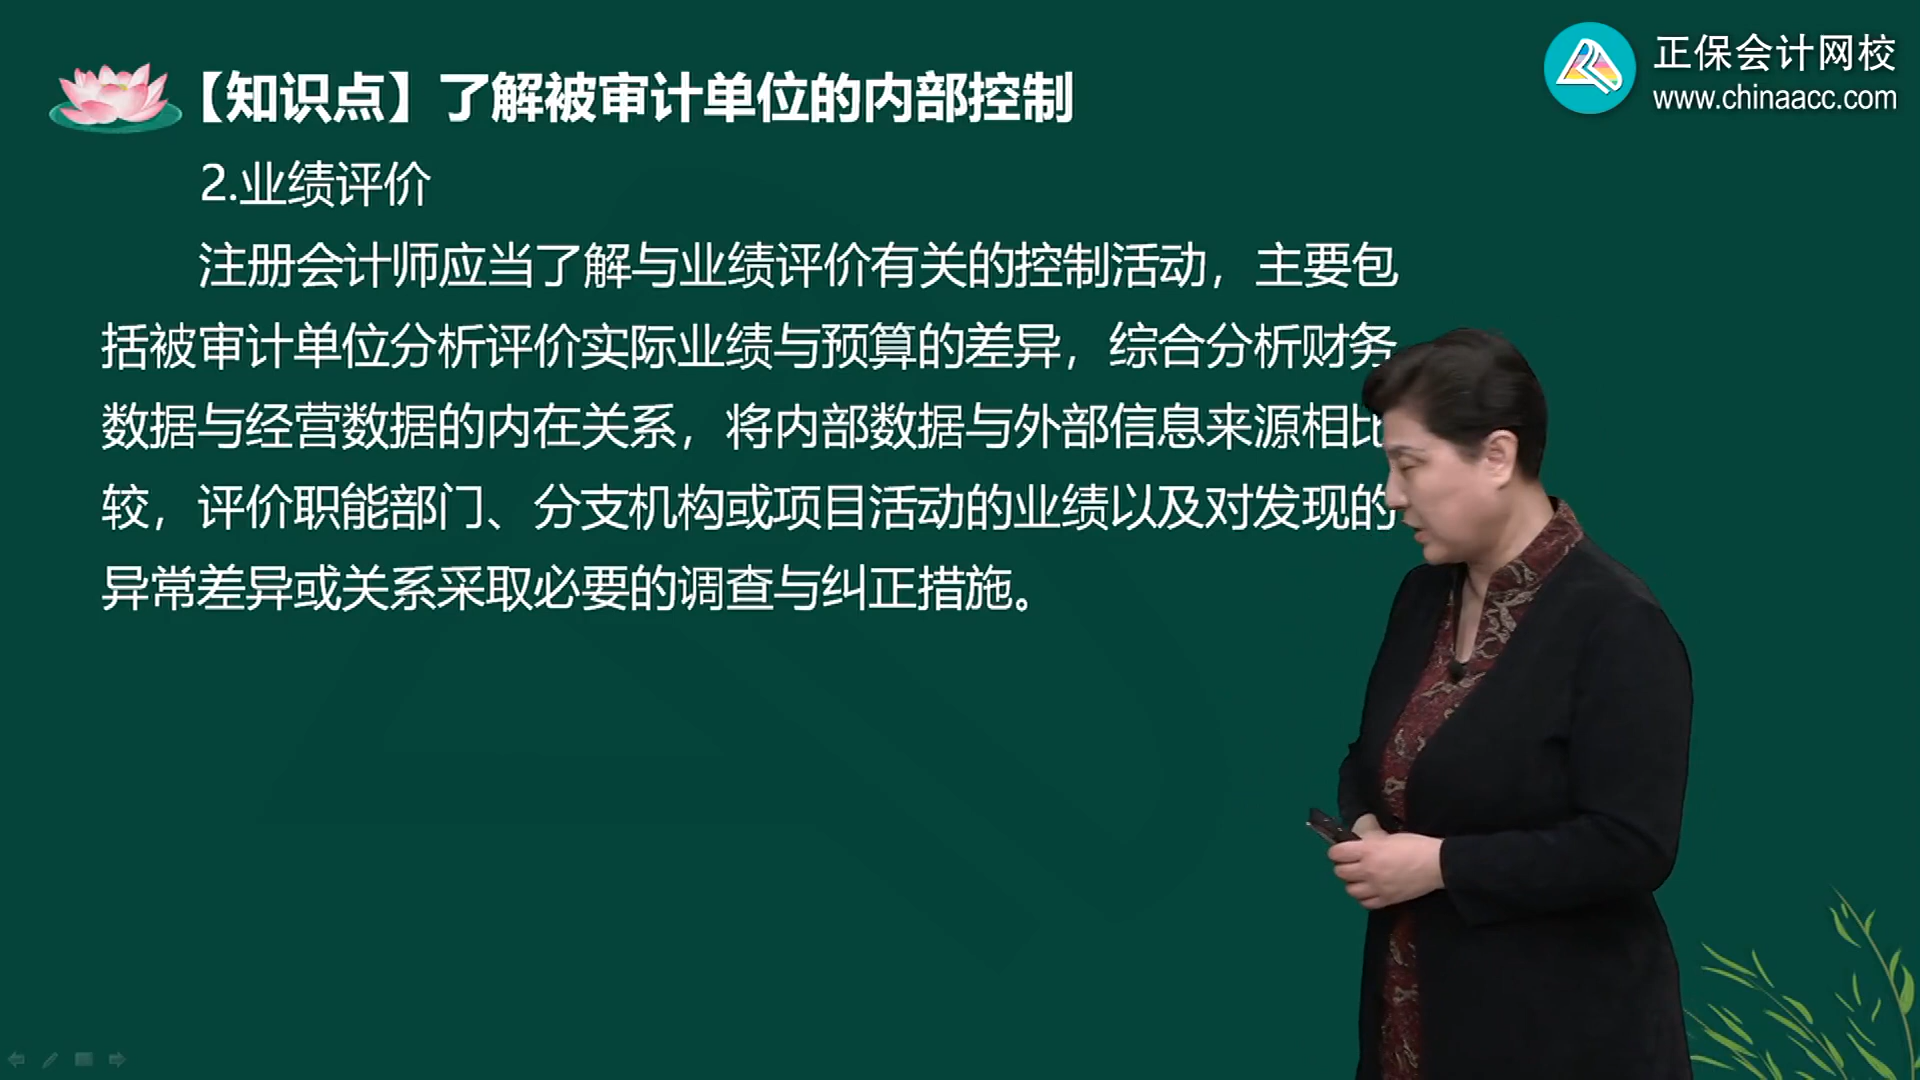 正保会计网校
www.chinaacc.com
【知识点】了解被审计单位的内部控制
2.业绩评价
注册会计师应当了解与业绩评价有关的控制活动，主要包
括被审计单位分析评价实际业绩与预算的差异，综合分析财务
数据与经营数据的内在关系，将内部数据与外部信息来源相比
较，评价职能部门、分支机构或项目活动的业绩以及对发现的
异常差异或关系采取必要的调查与纠正措施。